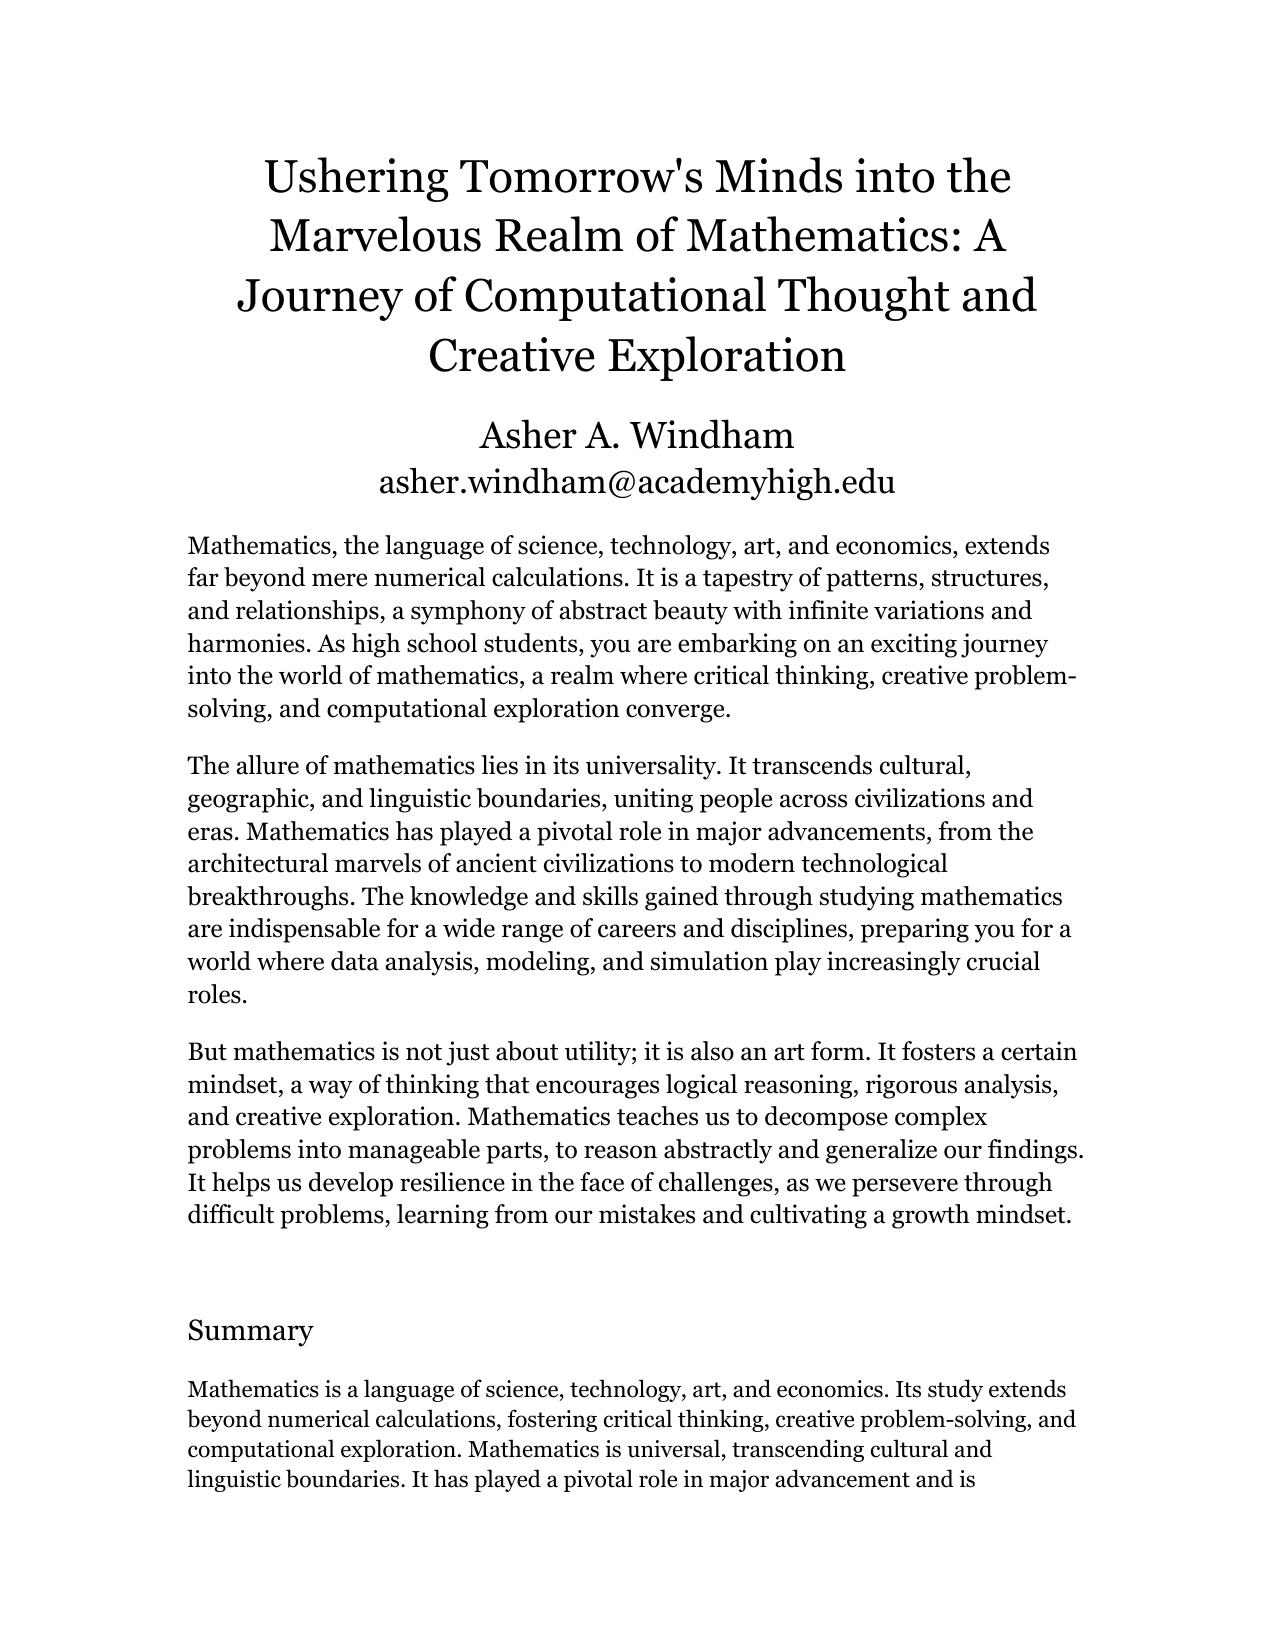 Ushering Tomorrow's Minds into the
Marvelous Realm of Mathematics: A
Journey of Computational Thought and
Creative Exploration
Asher A. Windham
asher.windham@academyhigh.edu
Mathematics, the language of science, technology, art, and economics, extends
far beyond mere numerical calculations. It is a tapestry of patterns, structures,
and relationships, a symphony of abstract beauty with infinite variations and
harmonies. As high school students, you are embarking on an exciting journey
into the world of mathematics, a realm where critical thinking, creative problem-
solving, and computational exploration converge.
The allure of mathematics lies in its universality. It transcends cultural,
geographic, and linguistic boundaries, uniting people across civilizations and
eras. Mathematics has played a pivotal role in major advancements, from the
architectural marvels of ancient civilizations to modern technological
breakthroughs. The knowledge and skills gained through studying mathematics
are indispensable for a wide range of careers and disciplines, preparing you for a
world where data analysis, modeling, and simulation play increasingly crucial
roles.
But mathematics is not just about utility; it is also an art form. It fosters a certain
mindset, a way of thinking that encourages logical reasoning, rigorous analysis,
and creative exploration. Mathematics teaches us to decompose complex
problems into manageable parts, to reason abstractly and generalize our findings.
It helps us develop resilience in the face of challenges, as we persevere through
difficult problems, learning from our mistakes and cultivating a growth mindset.
Summary
Mathematics is a language of science, technology, art, and economics. Its study extends
beyond numerical calculations, fostering critical thinking, creative problem-solving, and
computational exploration. Mathematics is universal, transcending cultural and
linguistic boundaries. It has played a pivotal role in major advancement and is